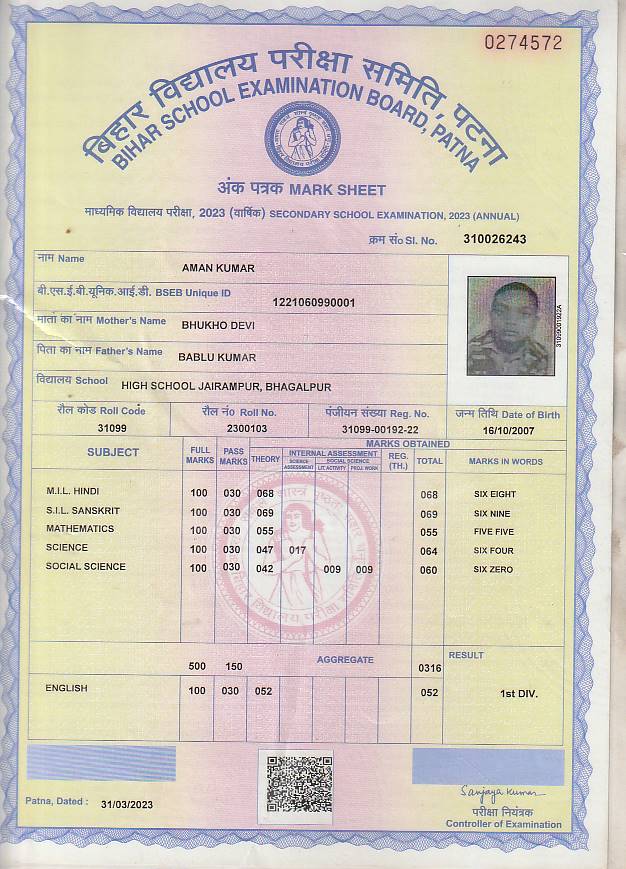 0274572
बिहार विद्यालय परीक्षा समिति, पटना
BIHAR SCHOOL EXAMINATION BOARD, PATNA
अंक पत्रक MARK SHEET
माध्यमिक विद्यालय परीक्षा, 2023 (वार्षिक) SECONDARY SCHOOL EXAMINATION, 2023 (ANNUAL)
क्रम सं० Sl. No. 310026243
नाम Name AMAN KUMAR
बी.एस.ई.बी.यूनिक.आई.डी. BSEB Unique ID 1221060990001
माता का नाम Mother's Name BHUKHO DEVI
पिता का नाम Father's Name BABLU KUMAR
विद्यालय School HIGH SCHOOL JAIRAMPUR, BHAGALPUR
रौल कोड Roll Code रौल नं० Roll No. पंजीयन संख्या Reg. No. जन्म तिथि Date of Birth
31099 2300103 31099-00192-22 16/10/2007
MARKS OBTAINED
SUBJECT FULL MARKS PASS MARKS THEORY INTERNAL ASSESSMENT REG. (TH.) TOTAL MARKS IN WORDS
SCIENCE ASSESSMENT SOCIAL SCIENCE LIT. ACTIVITY PROJ. WORK
M.I.L. HINDI 100 030 068 068 SIX EIGHT
S.I.L. SANSKRIT 100 030 069 069 SIX NINE
MATHEMATICS 100 030 055 055 FIVE FIVE
SCIENCE 100 030 047 017 064 SIX FOUR
SOCIAL SCIENCE 100 030 042 009 009 060 SIX ZERO
500 150 AGGREGATE 0316 RESULT
ENGLISH 100 030 052 052 1st DIV.
Patna, Dated : 31/03/2023
Sanjaya Kumar
परीक्षा नियंत्रक
Controller of Examination